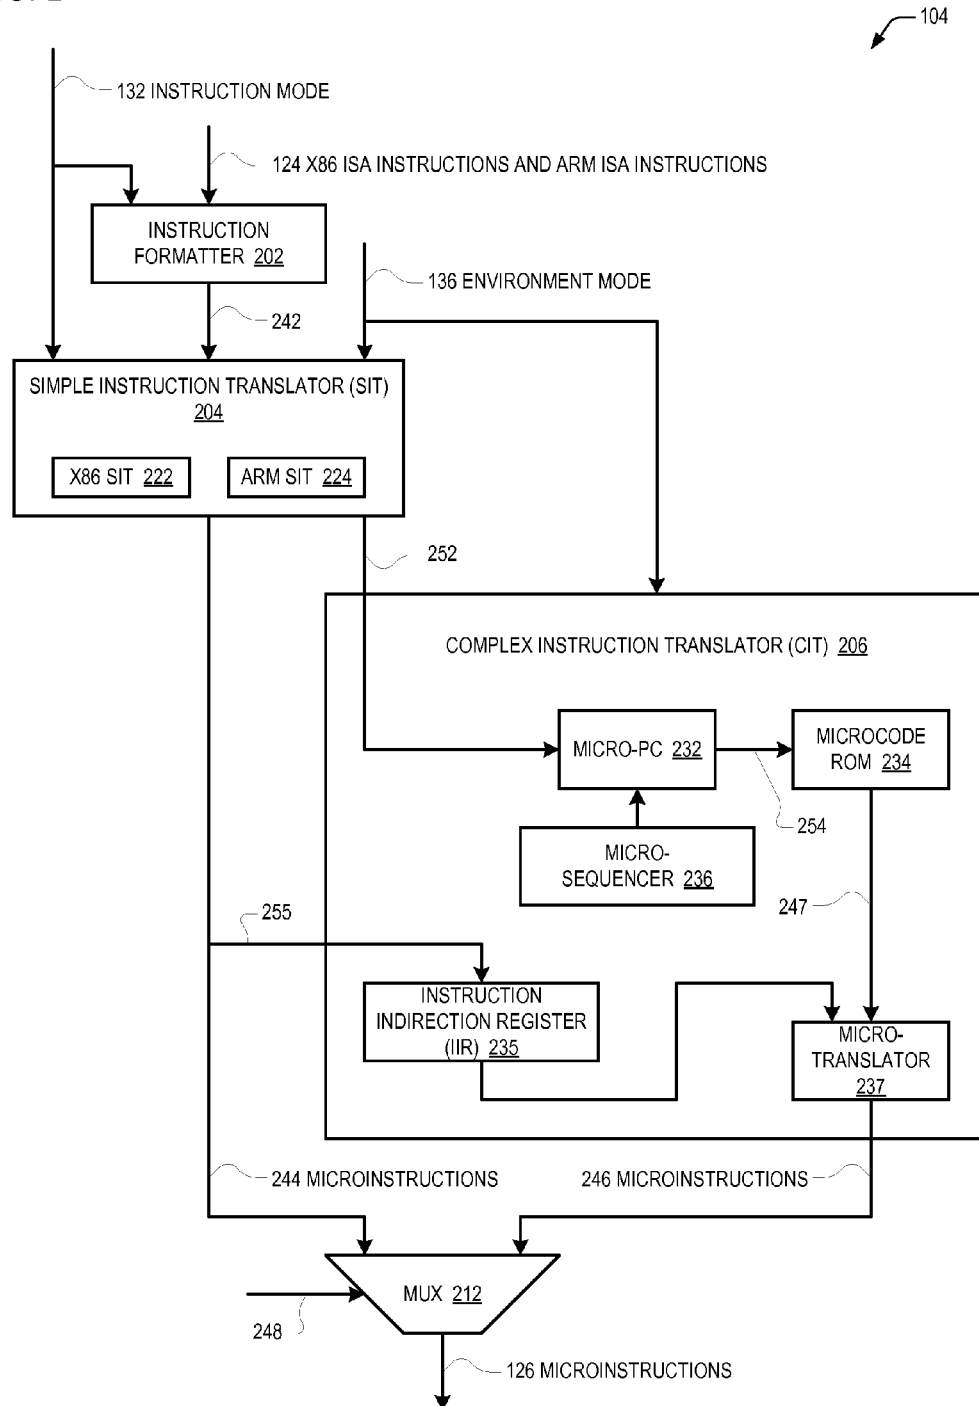 104
132 INSTRUCTION MODE
124 X86 ISA INSTRUCTIONS AND ARM ISA INSTRUCTIONS
INSTRUCTION
FORMATTER 202
136 ENVIRONMENT MODE
242
SIMPLE INSTRUCTION TRANSLATOR (SIT)
204
X86 SIT 222
ARM SIT 224
252
COMPLEX INSTRUCTION TRANSLATOR (CIT) 206
MICRO-PC 232
MICROCODE
ROM 234
254
MICRO-
SEQUENCER 236
247
255
INSTRUCTION
INDIRECTION REGISTER
(IIR) 235
MICRO-
TRANSLATOR
237
244 MICROINSTRUCTIONS
246 MICROINSTRUCTIONS
MUX 212
248
126 MICROINSTRUCTIONS